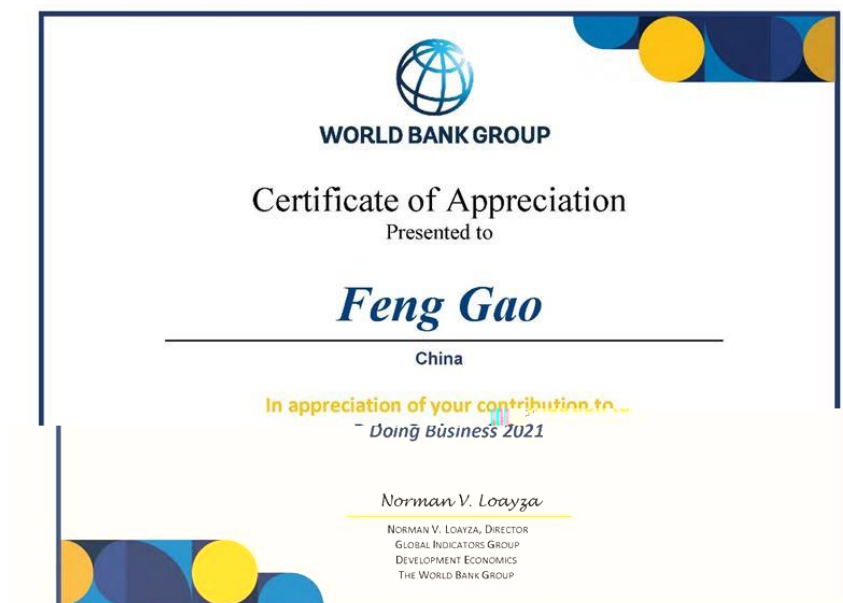 WORLD BANK GROUP
Certificate of Appreciation
Presented to
Feng Gao
China
In appreciation of your contribution to
Doing Business 2021
Norman V. Loayza
NORMAN V. LOAYZA, DIRECTOR
GLOBAL INDICATORS GROUP
DEVELOPMENT ECONOMICS
THE WORLD BANK GROUP